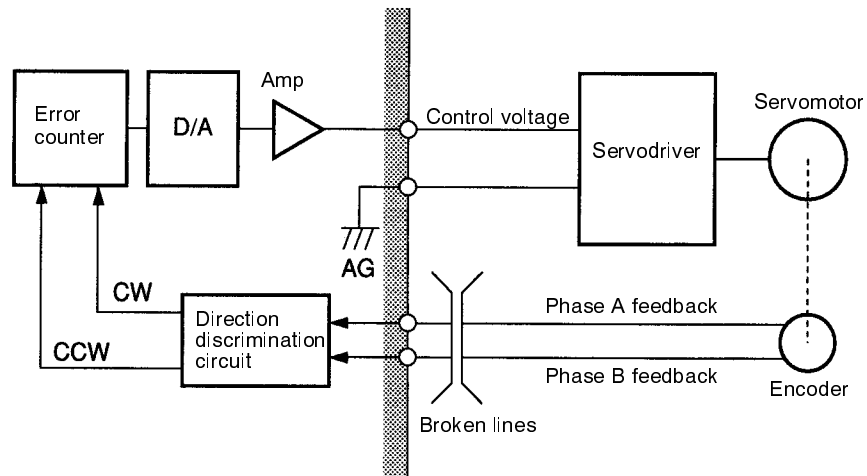 Amp
Error
counter
D/A
Control voltage
Servodriver
Servomotor
AG
CW
CCW
Direction
discrimination
circuit
Phase A feedback
Phase B feedback
Encoder
Broken lines